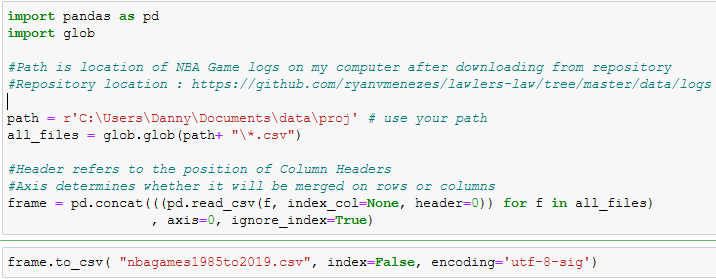 import pandas as pd
import glob
#Path is location of NBA Game logs on my computer after downloading from repository
#Repository location : https://github.com/ryanvmenezes/lawlers-law/tree/master/data/logs
path = r'C:\Users\Danny\Documents\data\proj' # use your path
all_files = glob.glob(path+ "\*.csv")
#Header refers to the position of Column Headers
#Axis determines whether it will be merged on rows or columns
frame = pd.concat(((pd.read_csv(f, index_col=None, header=0)) for f in all_files)
, axis=0, ignore_index=True)
frame.to_csv( "nbagames1985to2019.csv", index=False, encoding='utf-8-sig')